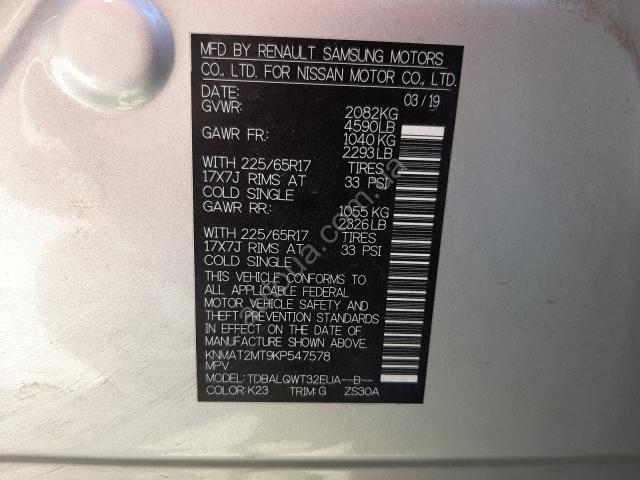 MFD BY RENAULT SAMSUNG MOTORS
CO., LTD. FOR NISSAN MOTOR CO., LTD.
DATE: 03/19
GVWR: 2082KG
4590LB
GAWR FR: 1040KG
2293LB
WITH 225/65R17 TIRES
17X7J RIMS AT 33 PSI
COLD SINGLE
GAWR RR: 1055 KG
2326LB
WITH 225/65R17 TIRES
17X7J RIMS AT 33 PSI
COLD SINGLE
THIS VEHICLE CONFORMS TO
ALL APPLICABLE FEDERAL
MOTOR VEHICLE SAFETY AND
THEFT PREVENTION STANDARDS
IN EFFECT ON THE DATE OF
MANUFACTURE SHOWN ABOVE.
KNMAT2MT9KP547578
MPV
MODEL: TDBALQWT32EUA--B--
COLOR: K23 TRIM: G ZS30A